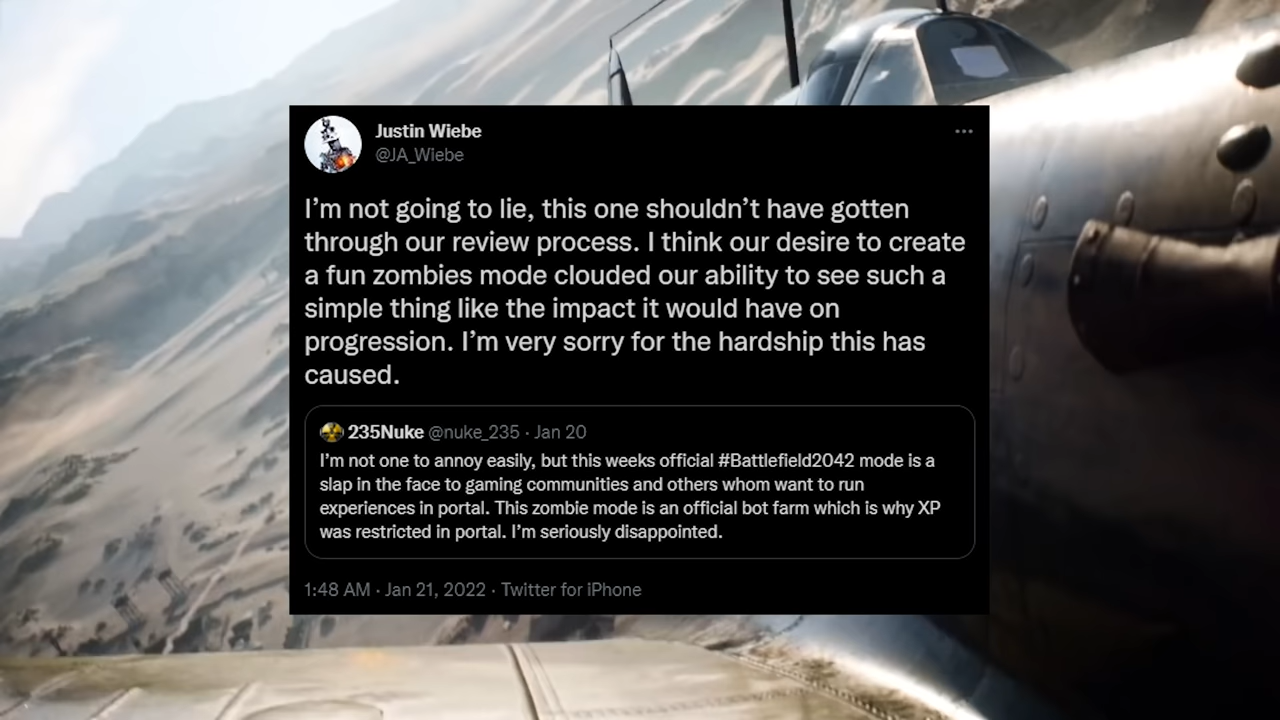 Justin Wiebe
@JA_Wiebe
I’m not going to lie, this one shouldn’t have gotten
through our review process. I think our desire to create
a fun zombies mode clouded our ability to see such a
simple thing like the impact it would have on
progression. I’m very sorry for the hardship this has
caused.
235Nuke @nuke_235 · Jan 20
I’m not one to annoy easily, but this weeks official #Battlefield2042 mode is a
slap in the face to gaming communities and others whom want to run
experiences in portal. This zombie mode is an official bot farm which is why XP
was restricted in portal. I’m seriously disappointed.
1:48 AM · Jan 21, 2022 · Twitter for iPhone